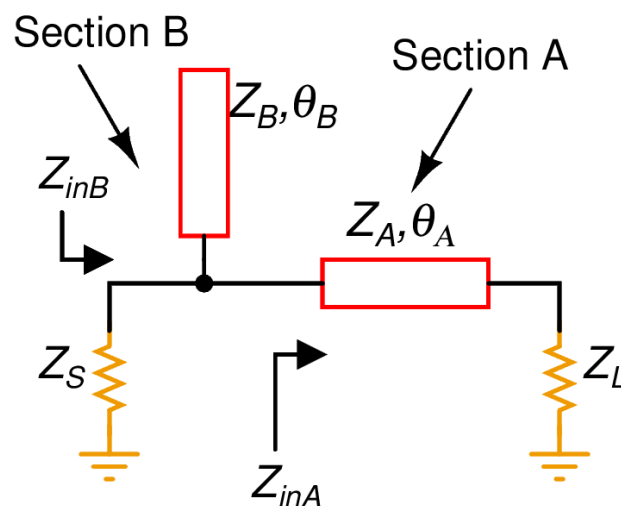 Section B
Section A
Z_B,θ_B
Z_inB
Z_A,θ_A
Z_S
Z_L
Z_inA